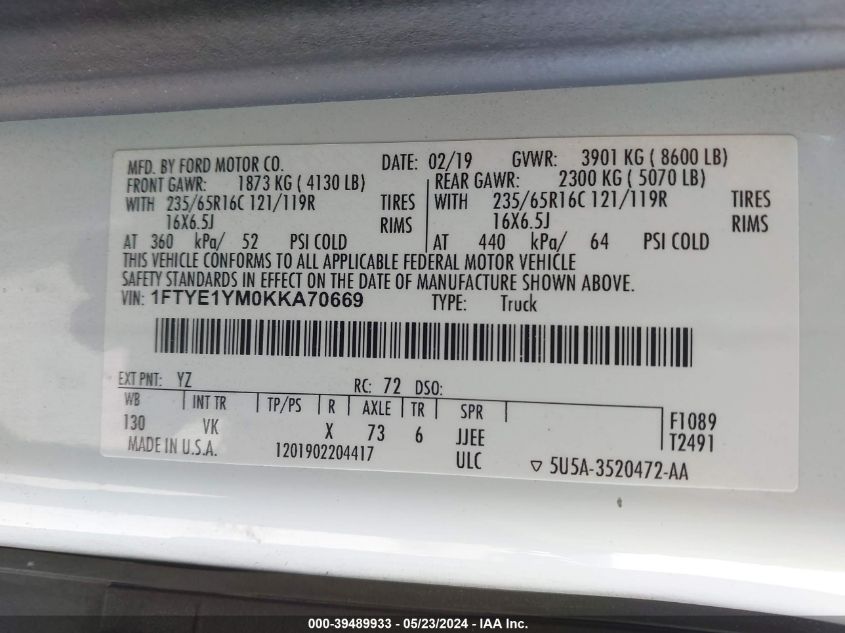 MFD. BY FORD MOTOR CO. DATE: 02/19 GVWR: 3901 KG ( 8600 LB)
FRONT GAWR: 1873 KG ( 4130 LB) REAR GAWR: 2300 KG ( 5070 LB)
WITH 235/65R16C 121/119R TIRES WITH 235/65R16C 121/119R TIRES
16X6.5J RIMS 16X6.5J RIMS
AT 360 kPa/ 52 PSI COLD AT 440 kPa/ 64 PSI COLD
THIS VEHICLE CONFORMS TO ALL APPLICABLE FEDERAL MOTOR VEHICLE
SAFETY STANDARDS IN EFFECT ON THE DATE OF MANUFACTURE SHOWN ABOVE.
VIN: 1FTYE1YM0KKA70669 TYPE: Truck
EXT PNT: YZ RC: 72 DSO:
WB INT TR TP/PS R AXLE TR SPR F1089
130 VK X 73 6 JJEE T2491
MADE IN U.S.A. 1201902204417 ULC 5U5A-3520472-AA
000-39489933 - 05/23/2024 - IAA Inc.